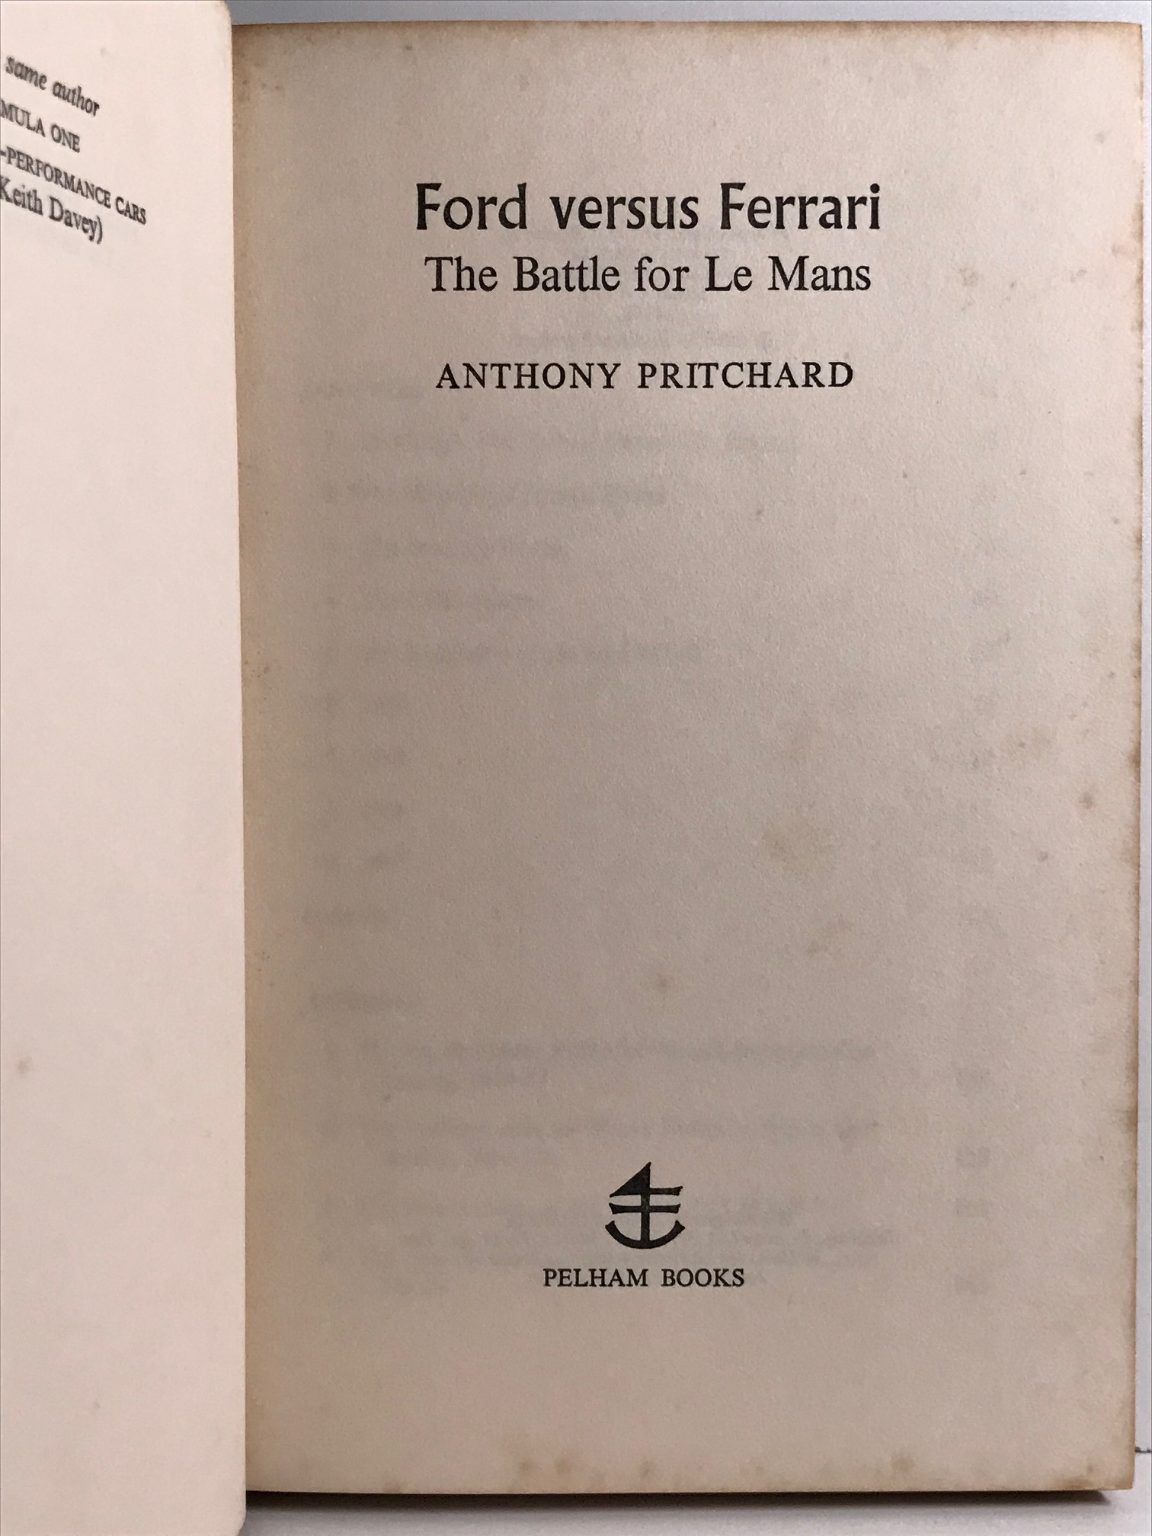 same author
MULA ONE
-PERFORMANCE CARS
Keith Davey)
Ford versus Ferrari
The Battle for Le Mans
ANTHONY PRITCHARD
PELHAM BOOKS